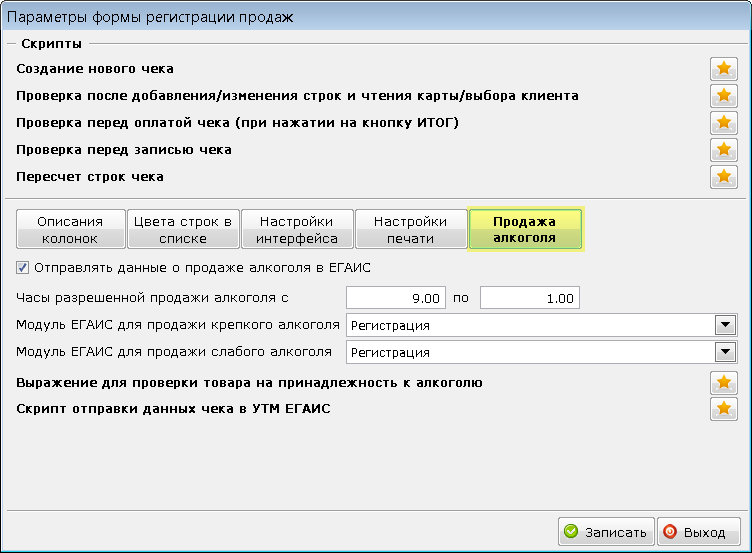 Параметры формы регистрации продаж
Скрипты
Создание нового чека
Проверка после добавления/изменения строк и чтения карты/выбора клиента
Проверка перед оплатой чека (при нажатии на кнопку ИТОГ)
Проверка перед записью чека
Пересчет строк чека
Описания колонок
Цвета строк в списке
Настройки интерфейса
Настройки печати
Продажа алкоголя
Отправлять данные о продаже алкоголя в ЕГАИС
Часы разрешенной продажи алкоголя с 9.00 по 1.00
Модуль ЕГАИС для продажи крепкого алкоголя Регистрация
Модуль ЕГАИС для продажи слабого алкоголя Регистрация
Выражение для проверки товара на принадлежность к алкоголю
Скрипт отправки данных чека в УТМ ЕГАИС
Записать Выход